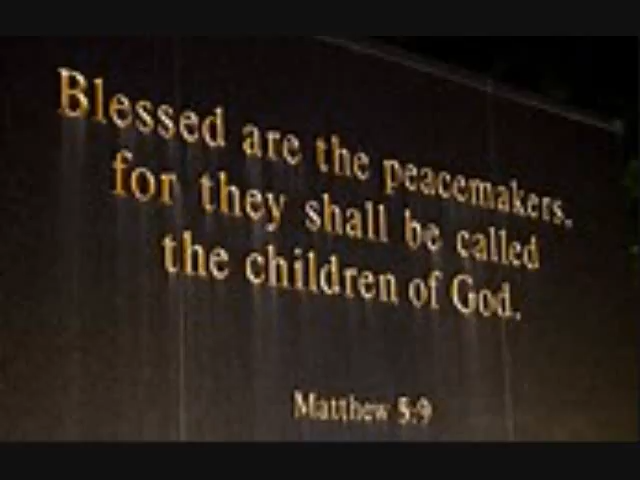 Blessed are the peacemakers,
for they shall be called
the children of God.
Matthew 5:9